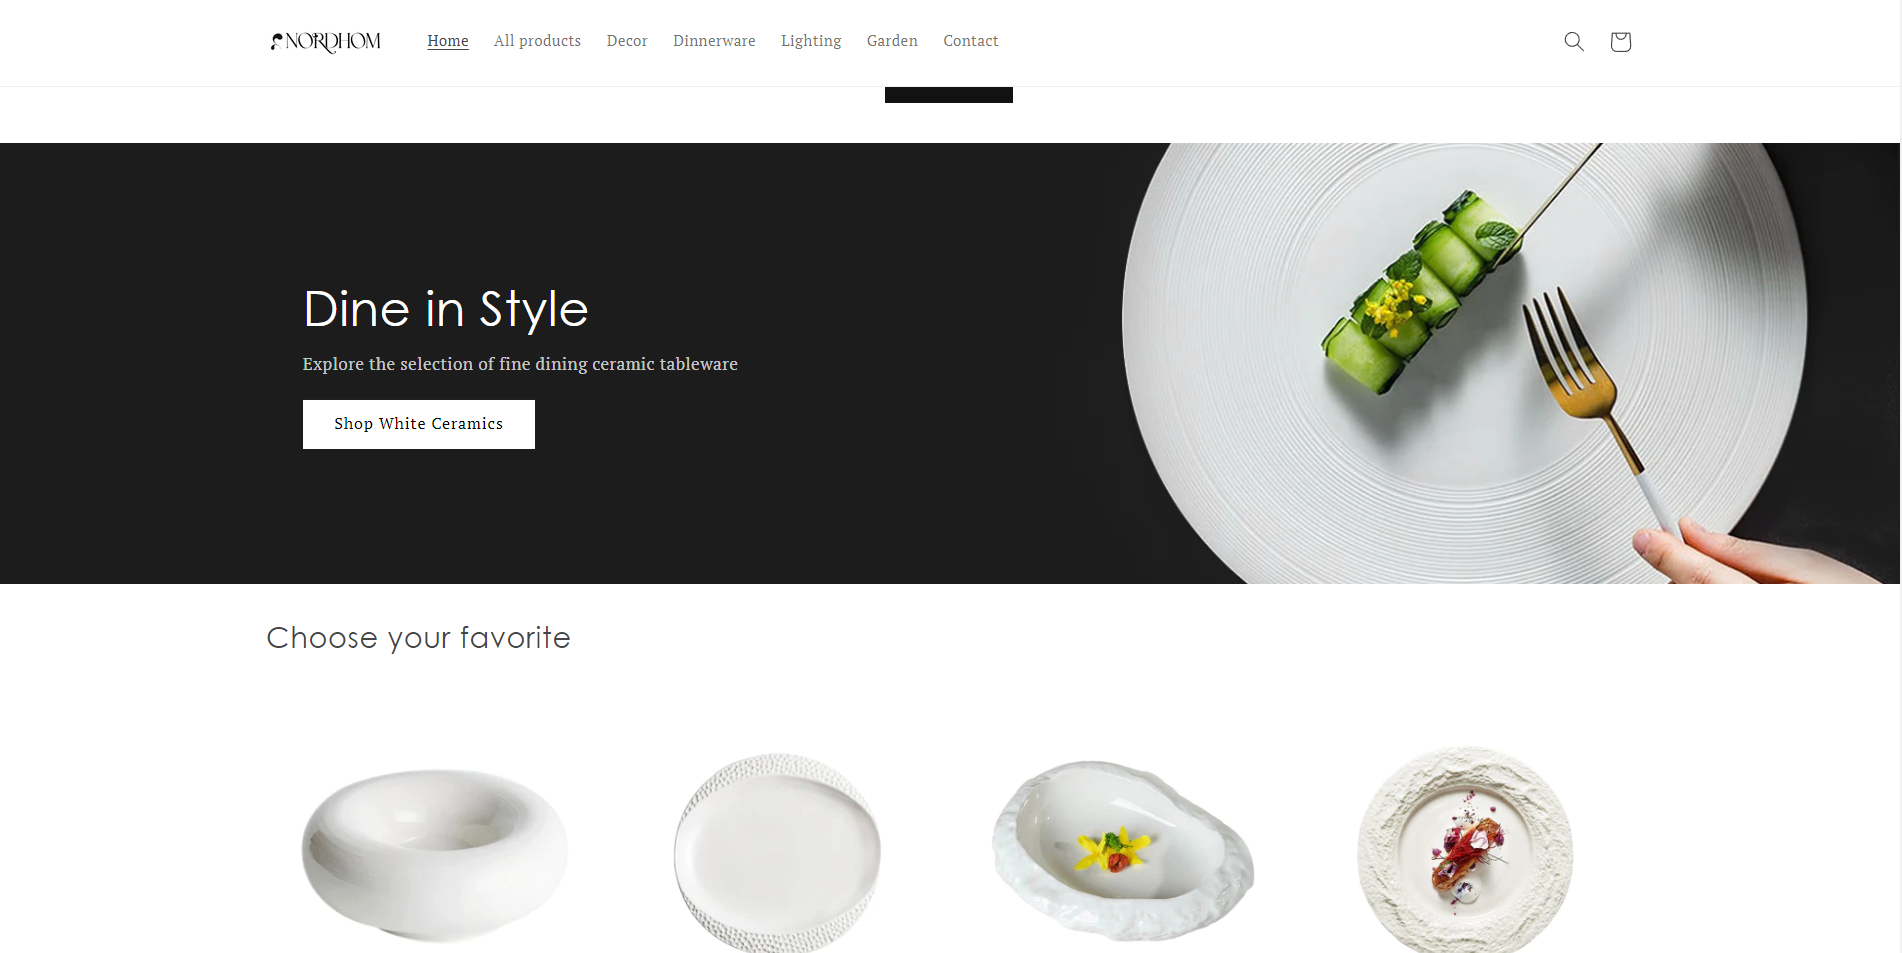 NORDHOM
Home All products Decor Dinnerware Lighting Garden Contact
Dine in Style
Explore the selection of fine dining ceramic tableware
Shop White Ceramics
Choose your favorite